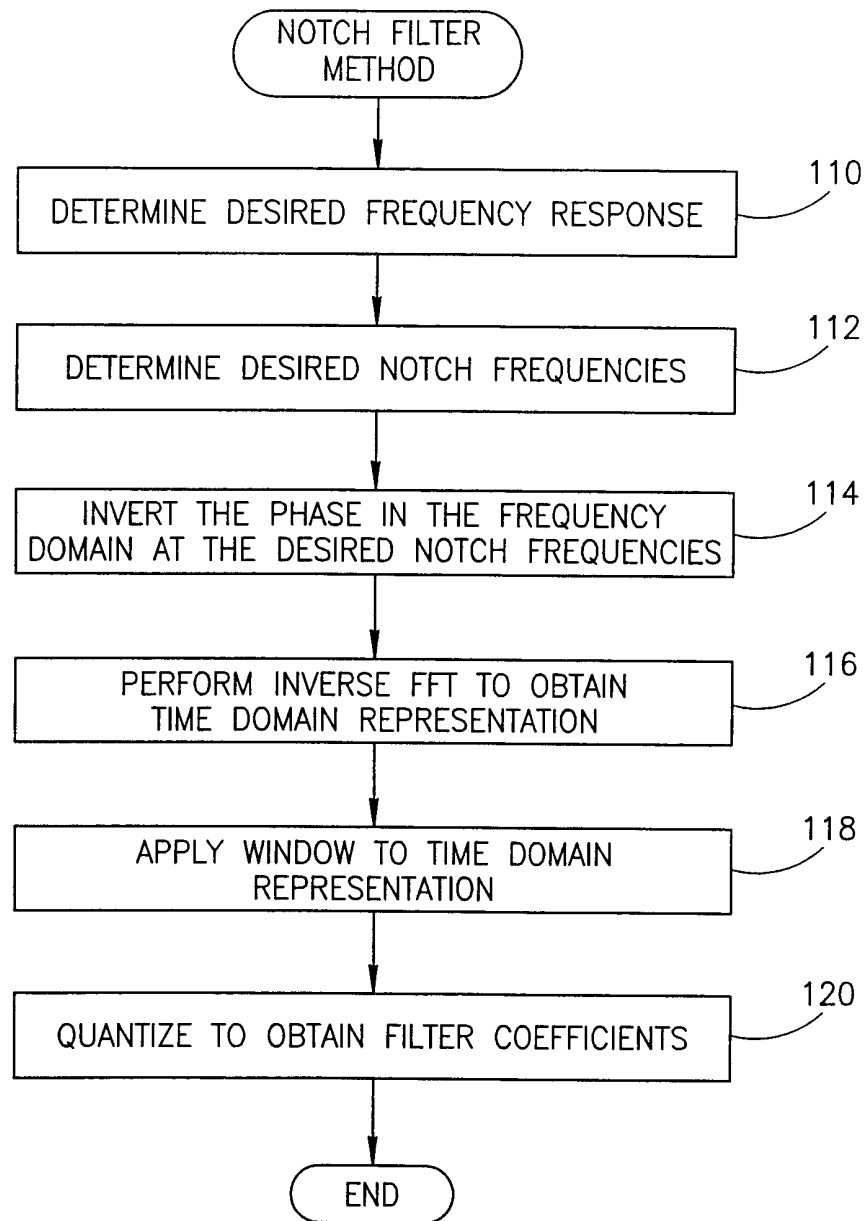 NOTCH FILTER
METHOD
110
DETERMINE DESIRED FREQUENCY RESPONSE
112
DETERMINE DESIRED NOTCH FREQUENCIES
114
INVERT THE PHASE IN THE FREQUENCY
DOMAIN AT THE DESIRED NOTCH FREQUENCIES
116
PERFORM INVERSE FFT TO OBTAIN
TIME DOMAIN REPRESENTATION
118
APPLY WINDOW TO TIME DOMAIN
REPRESENTATION
120
QUANTIZE TO OBTAIN FILTER COEFFICIENTS
END